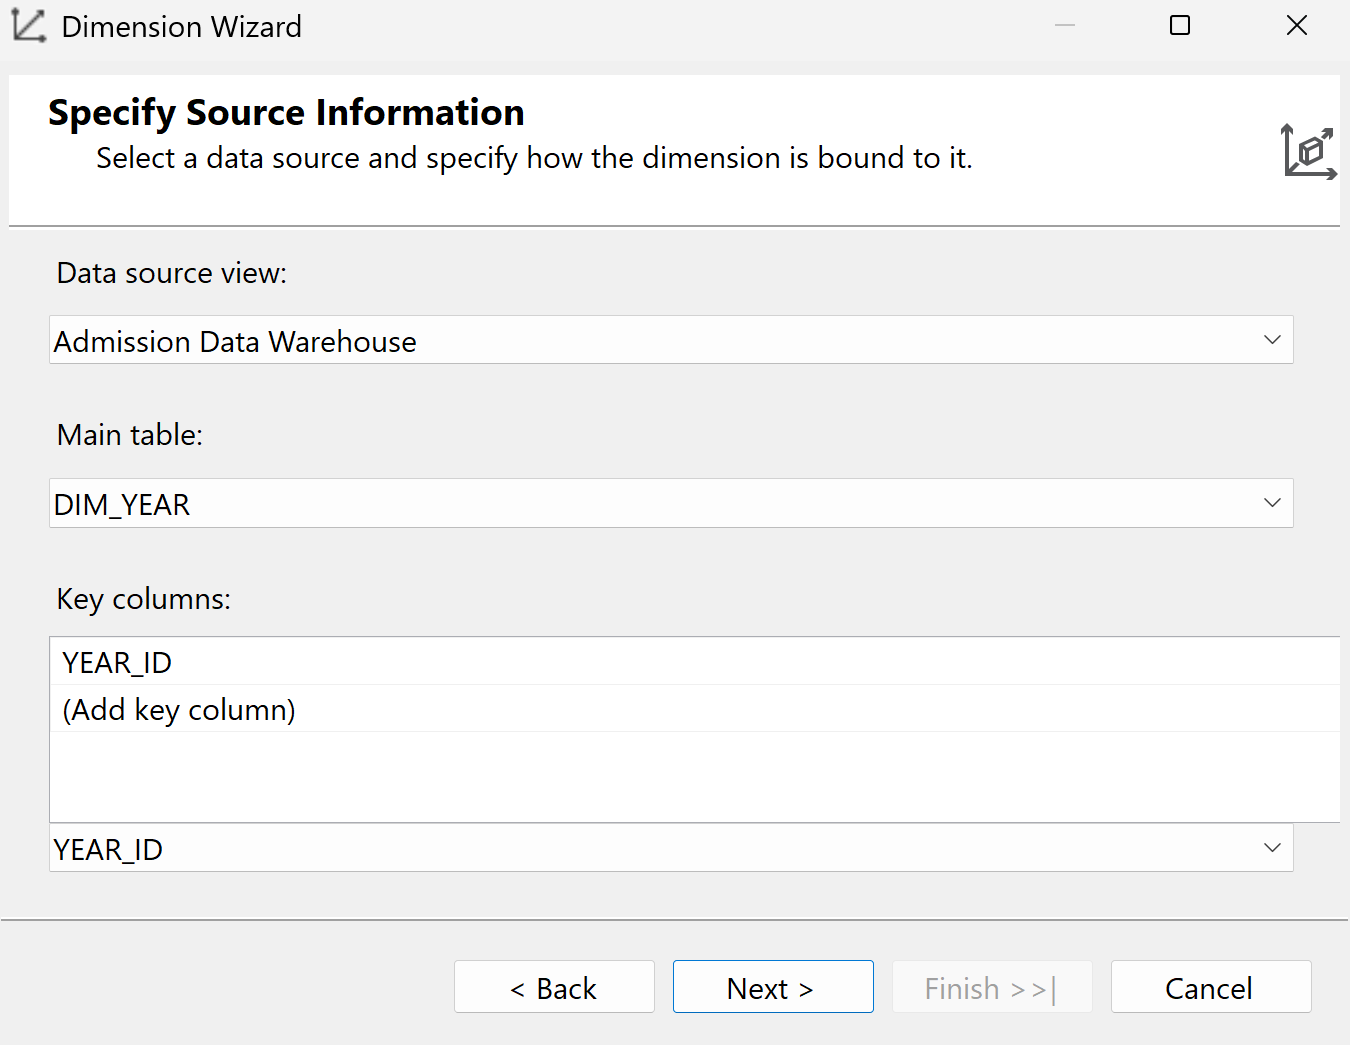 Dimension Wizard
Specify Source Information
Select a data source and specify how the dimension is bound to it.
Data source view:
Admission Data Warehouse
Main table:
DIM_YEAR
Key columns:
YEAR_ID
(Add key column)
YEAR_ID
< Back
Next >
Finish >>|
Cancel